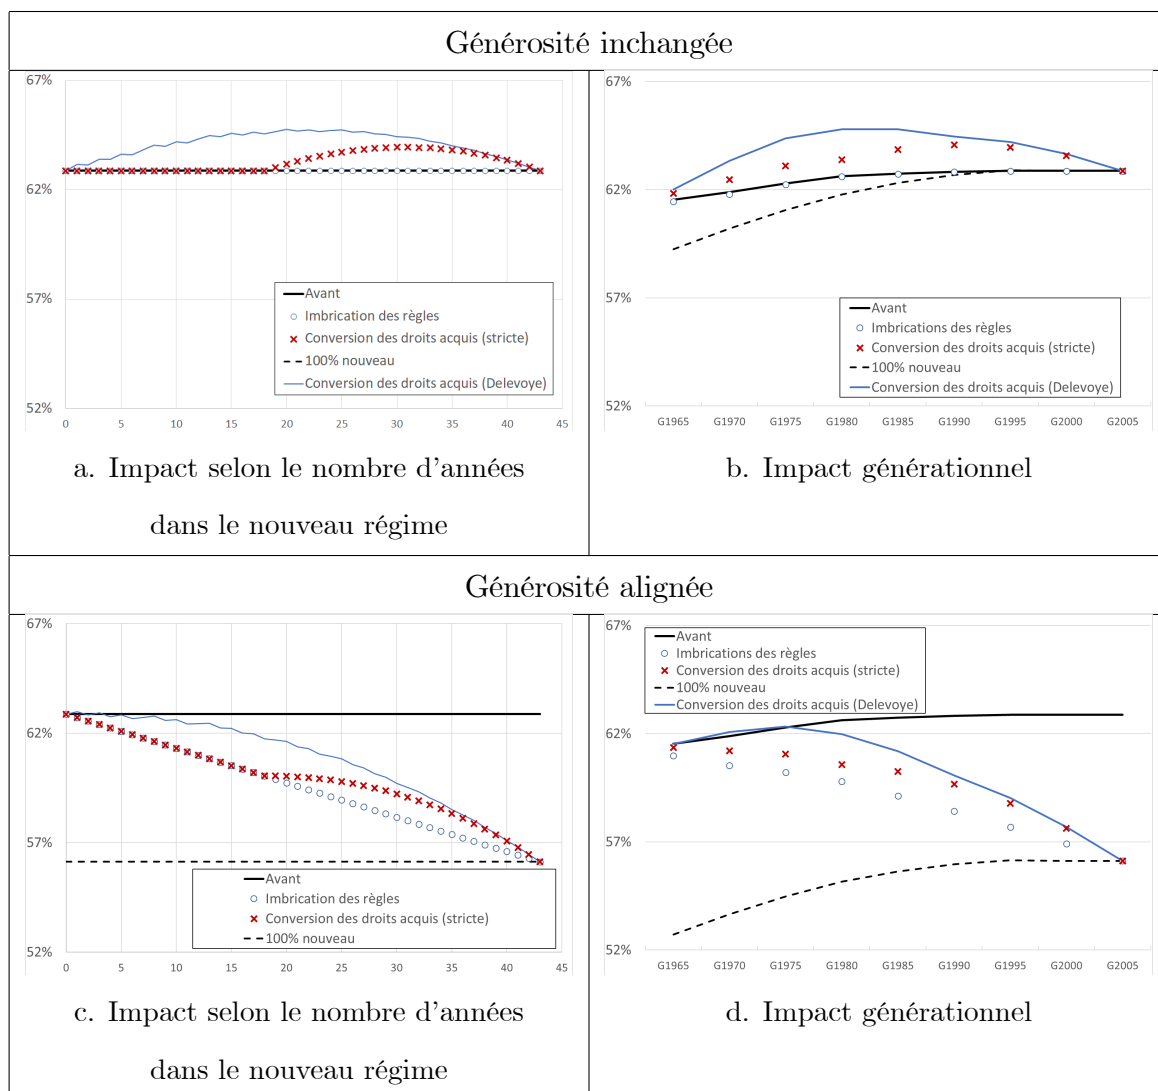 Générosité inchangée
67%
62%
57%
52%
Avant
Imbrication des règles
Conversion des droits acquis (stricte)
100% nouveau
Conversion des droits acquis (Delevoye)
0 5 10 15 20 25 30 35 40 45
a. Impact selon le nombre d'années
dans le nouveau régime
67%
62%
57%
52%
Avant
Imbrications des règles
Conversion des droits acquis (stricte)
100% nouveau
Conversion des droits acquis (Delevoye)
G1965 G1970 G1975 G1980 G1985 G1990 G1995 G2000 G2005
b. Impact générationnel
Générosité alignée
67%
62%
57%
52%
Avant
Imbrication des règles
Conversion des droits acquis (stricte)
100% nouveau
0 5 10 15 20 25 30 35 40 45
c. Impact selon le nombre d'années
dans le nouveau régime
67%
Avant
Imbrications des règles
Conversion des droits acquis (stricte)
100% nouveau
Conversion des droits acquis (Delevoye)
62%
57%
52%
G1965 G1970 G1975 G1980 G1985 G1990 G1995 G2000 G2005
d. Impact générationnel